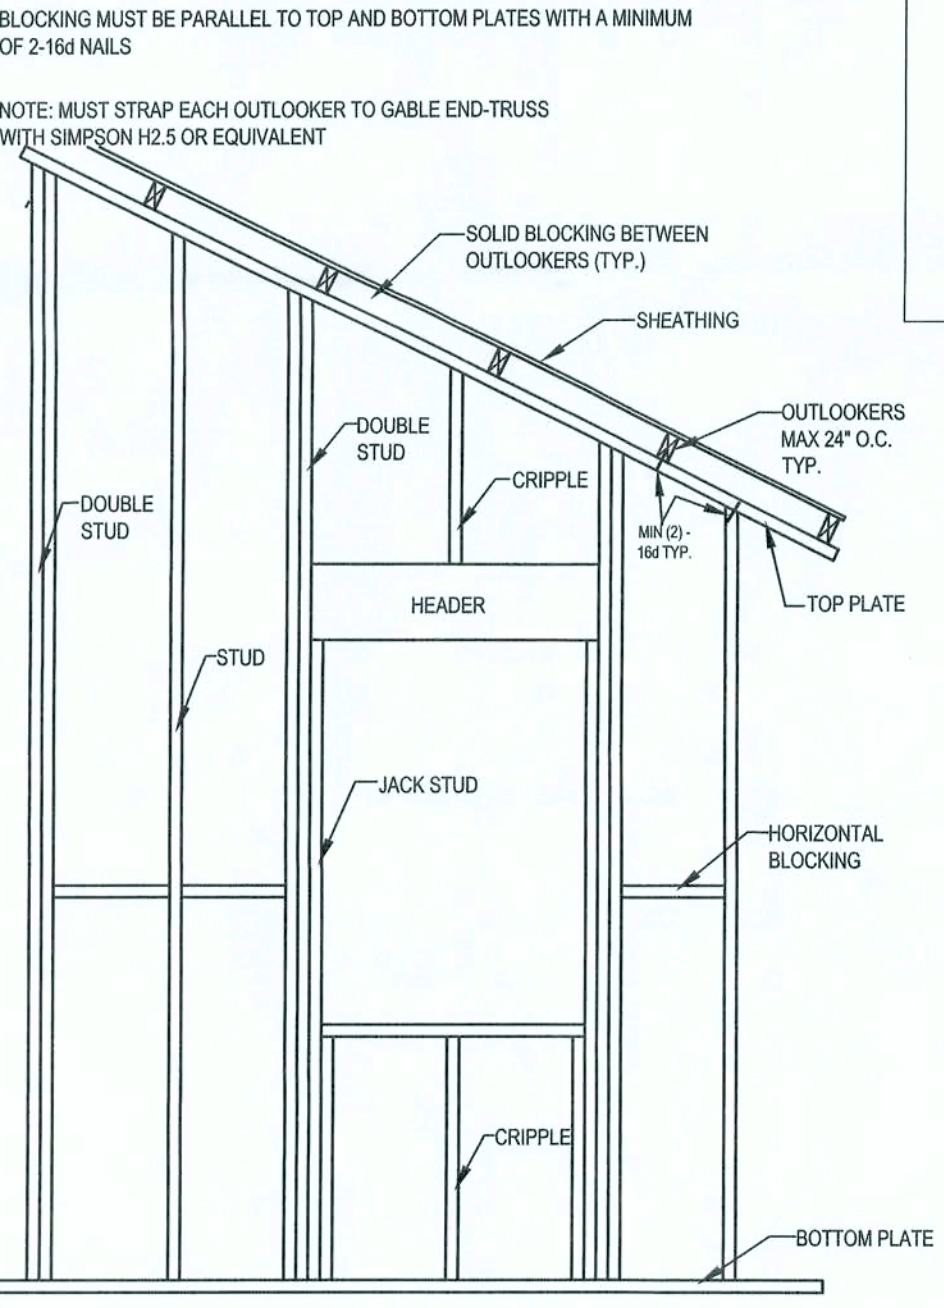 BLOCKING MUST BE PARALLEL TO TOP AND BOTTOM PLATES WITH A MINIMUM
OF 2-16d NAILS
NOTE: MUST STRAP EACH OUTLOOKER TO GABLE END-TRUSS
WITH SIMPSON H2.5 OR EQUIVALENT
SOLID BLOCKING BETWEEN
OUTLOOKERS (TYP.)
SHEATHING
OUTLOOKERS
MAX 24" O.C.
TYP.
DOUBLE
STUD
CRIPPLE
DOUBLE
STUD
MIN (2) -
16d TYP.
HEADER
TOP PLATE
STUD
JACK STUD
HORIZONTAL
BLOCKING
CRIPPLE
BOTTOM PLATE